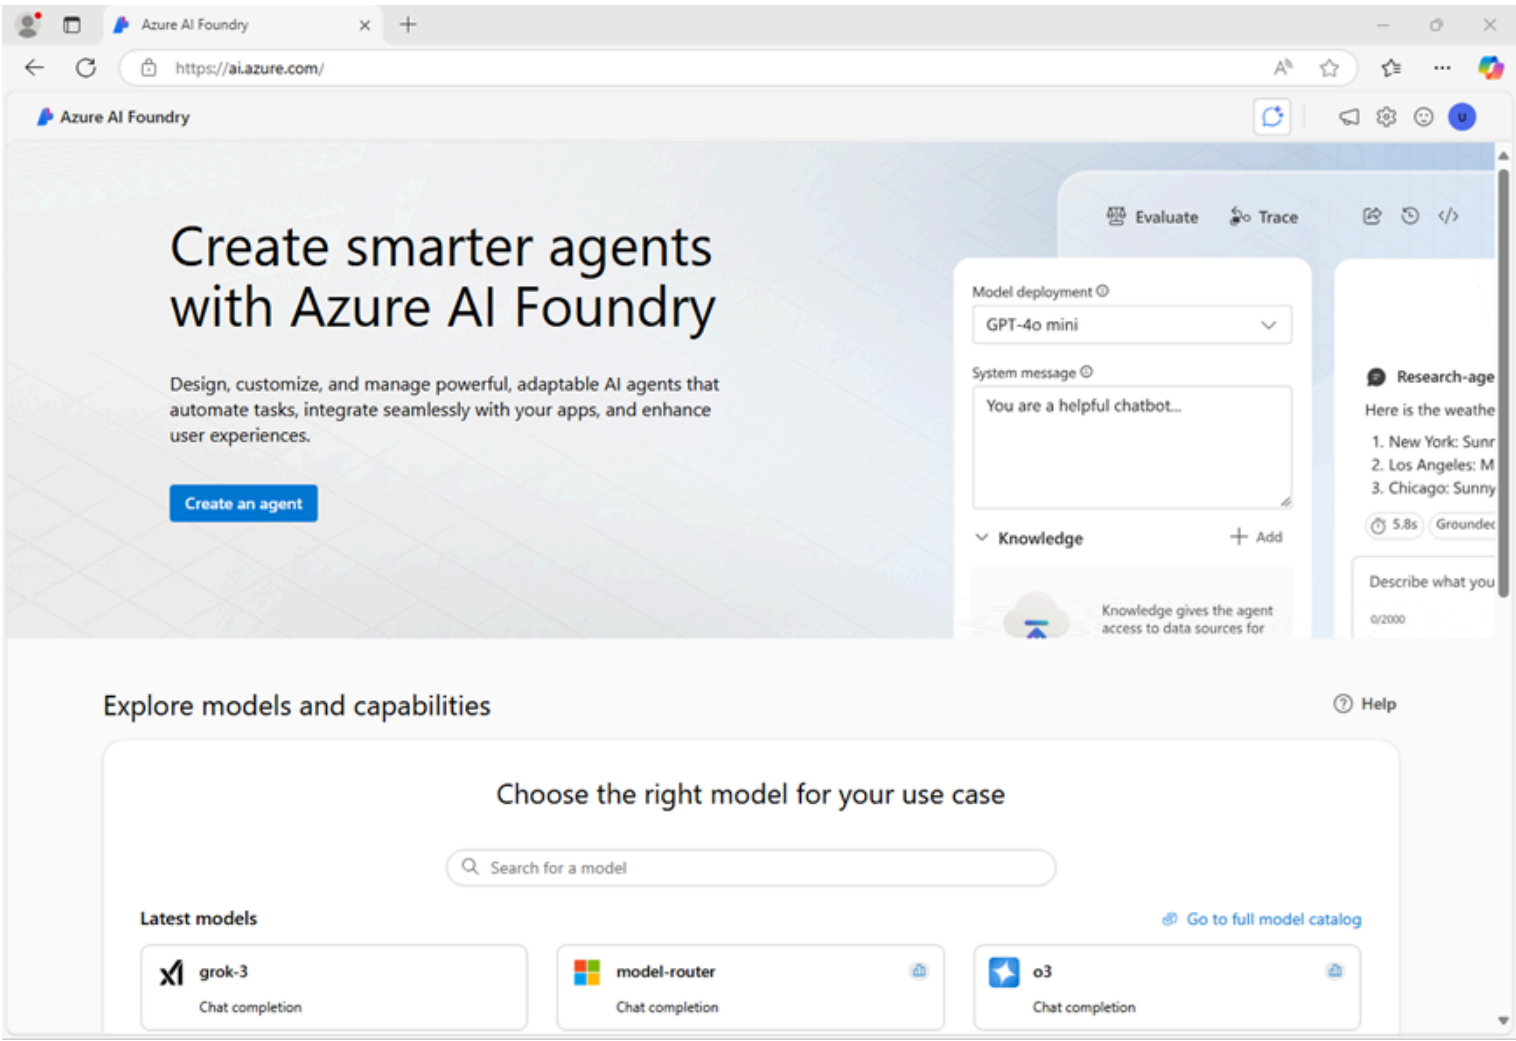 Azure AI Foundry
https://ai.azure.com/
Azure AI Foundry
U
Create smarter agents
with Azure AI Foundry
Design, customize, and manage powerful, adaptable AI agents that
automate tasks, integrate seamlessly with your apps, and enhance
user experiences.
Create an agent
Evaluate
Trace
Model deployment
GPT-4o mini
System message
You are a helpful chatbot...
Knowledge
Add
Knowledge gives the agent
access to data sources for
Research-age
Here is the weathe
1. New York: Sunr
2. Los Angeles: M
3. Chicago: Sunny
5.8s
Grounded
Describe what you
0/2000
Explore models and capabilities
Help
Choose the right model for your use case
Search for a model
Latest models
Go to full model catalog
grok-3
Chat completion
model-router
Chat completion
o3
Chat completion